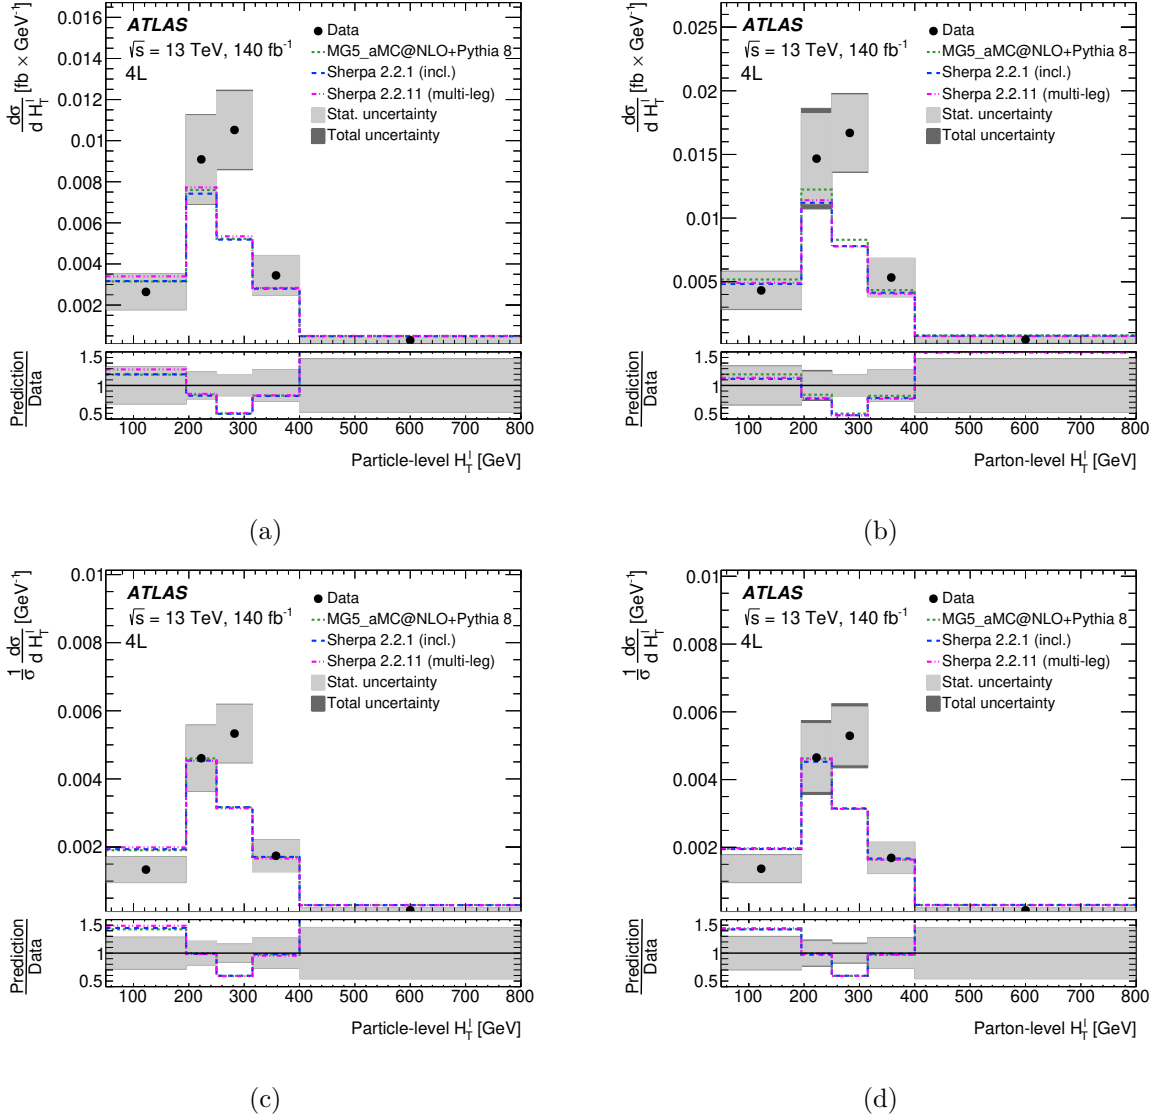 ATLAS
√s = 13 TeV, 140 fb⁻¹
4L
Data
MG5_aMC@NLO+Pythia 8
Sherpa 2.2.1 (incl.)
Sherpa 2.2.11 (multi-leg)
Stat. uncertainty
Total uncertainty
dσ/d H_T^l [fb × GeV⁻¹]
0.016
0.014
0.012
0.01
0.008
0.006
0.004
0.002
Prediction/Data
1.5
1
0.5
100 200 300 400 500 600 700 800
Particle-level H_T^l [GeV]
(a)
ATLAS
√s = 13 TeV, 140 fb⁻¹
4L
Data
MG5_aMC@NLO+Pythia 8
Sherpa 2.2.1 (incl.)
Sherpa 2.2.11 (multi-leg)
Stat. uncertainty
Total uncertainty
dσ/d H_T^l [fb × GeV⁻¹]
0.025
0.02
0.015
0.01
0.005
Prediction/Data
1.5
1
0.5
100 200 300 400 500 600 700 800
Parton-level H_T^l [GeV]
(b)
ATLAS
√s = 13 TeV, 140 fb⁻¹
4L
Data
MG5_aMC@NLO+Pythia 8
Sherpa 2.2.1 (incl.)
Sherpa 2.2.11 (multi-leg)
Stat. uncertainty
Total uncertainty
1/σ dσ/d H_T^l [GeV⁻¹]
0.01
0.008
0.006
0.004
0.002
Prediction/Data
1.5
1
0.5
100 200 300 400 500 600 700 800
Particle-level H_T^l [GeV]
(c)
ATLAS
√s = 13 TeV, 140 fb⁻¹
4L
Data
MG5_aMC@NLO+Pythia 8
Sherpa 2.2.1 (incl.)
Sherpa 2.2.11 (multi-leg)
Stat. uncertainty
Total uncertainty
1/σ dσ/d H_T^l [GeV⁻¹]
0.01
0.008
0.006
0.004
0.002
Prediction/Data
1.5
1
0.5
100 200 300 400 500 600 700 800
Parton-level H_T^l [GeV]
(d)